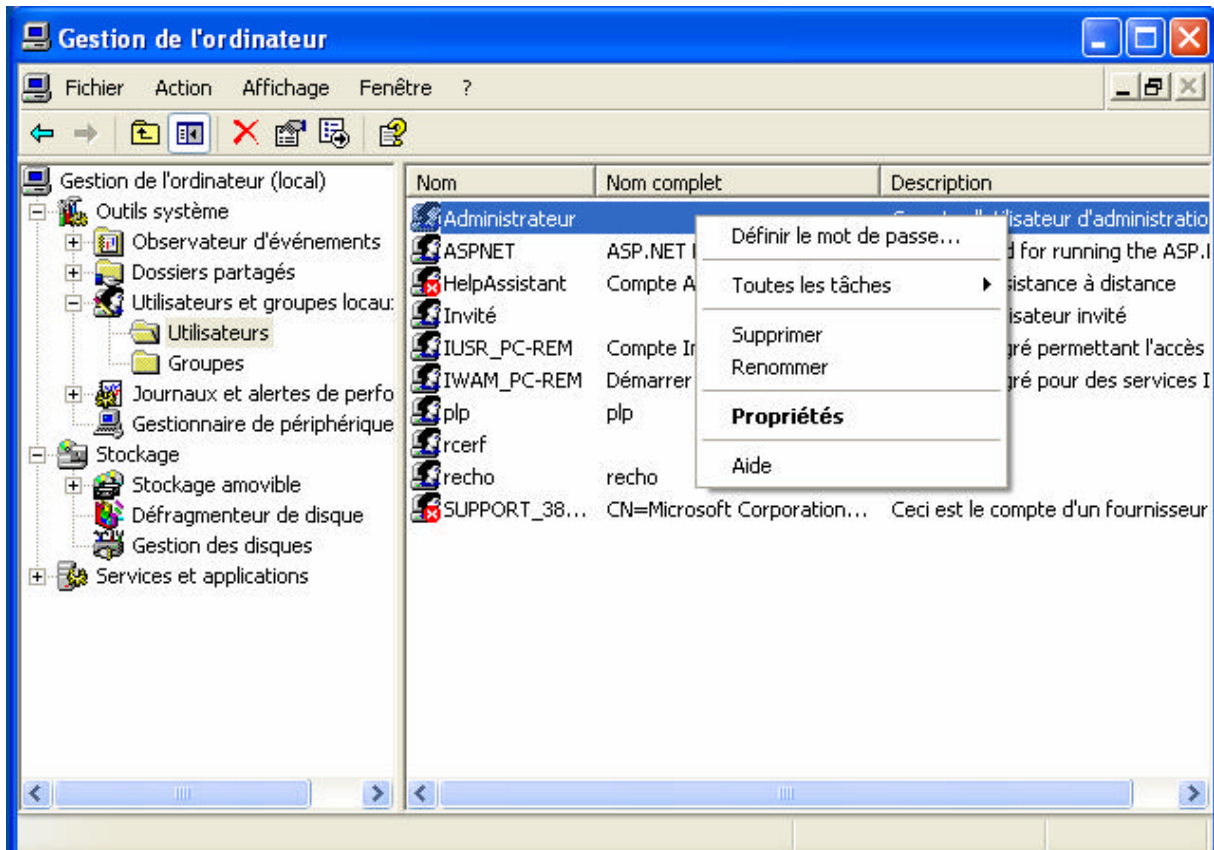 Gestion de l'ordinateur
Fichier Action Affichage Fenêtre ?
Gestion de l'ordinateur (local)
Outils système
Observateur d'événements
Dossiers partagés
Utilisateurs et groupes locau
Utilisateurs
Groupes
Journaux et alertes de perfo
Gestionnaire de périphérique
Stockage
Stockage amovible
Défragmenteur de disque
Gestion des disques
Services et applications
Nom Nom complet Description
Administrateur d'administratio
ASPNET ASP.NET for running the ASP.
HelpAssistant Compte A sistance à distance
Invité isateur invité
IUSR_PC-REM Compte permettant l'accès
IWAM_PC-REM Démarrer gré pour des services I
plp plp
rcerf
recho recho
SUPPORT_38... CN=Microsoft Corporation... Ceci est le compte d'un fournisseur
Définir le mot de passe...
Toutes les tâches
Supprimer
Renommer
Propriétés
Aide